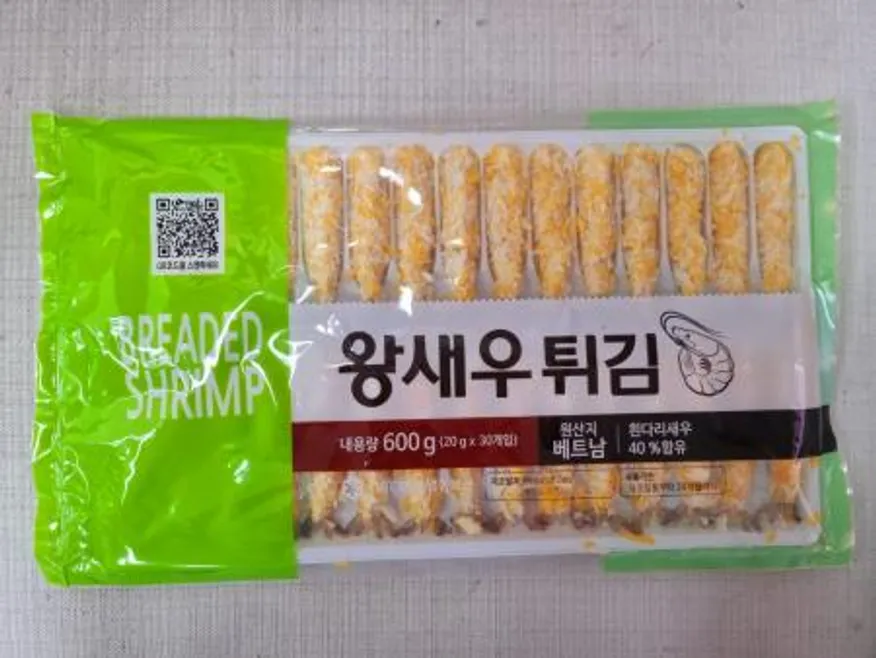 BREADED
SHRIMP
왕새우 튀김
내용량 600g (20g x 30개입)
원산지
베트남
흰다리새우
40%함유